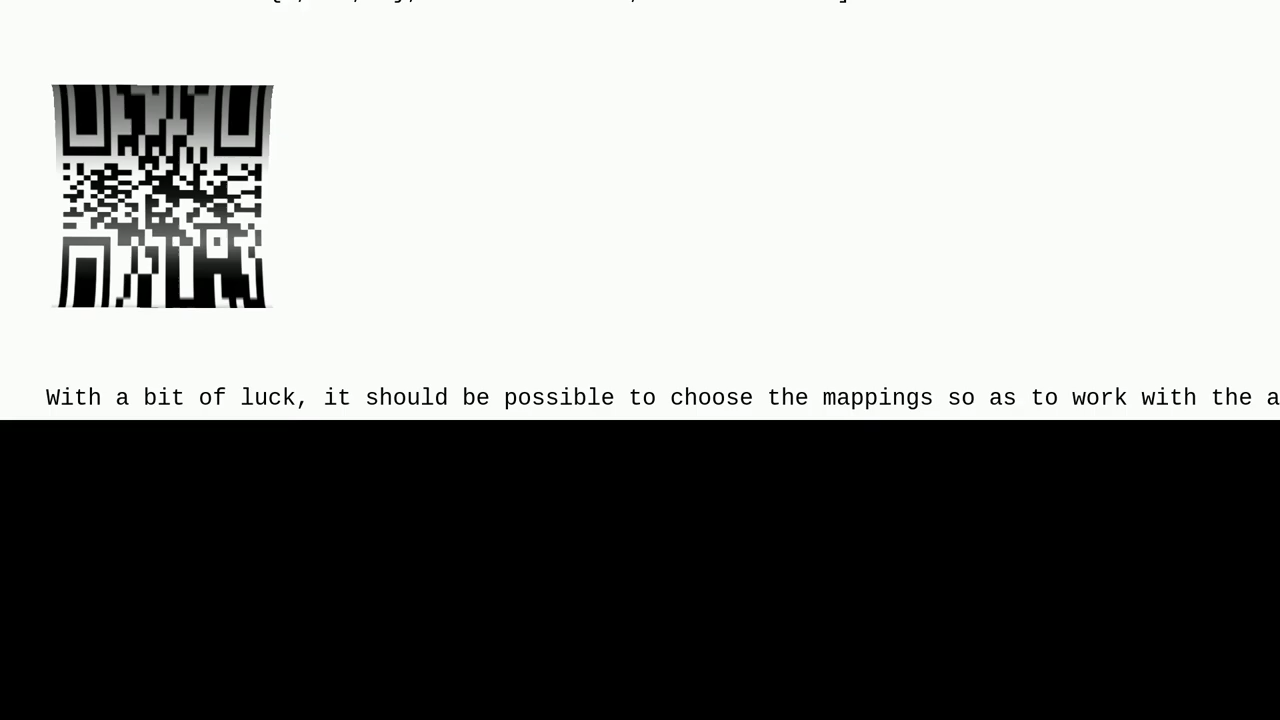 With a bit of luck, it should be possible to choose the mappings so as to work with the a